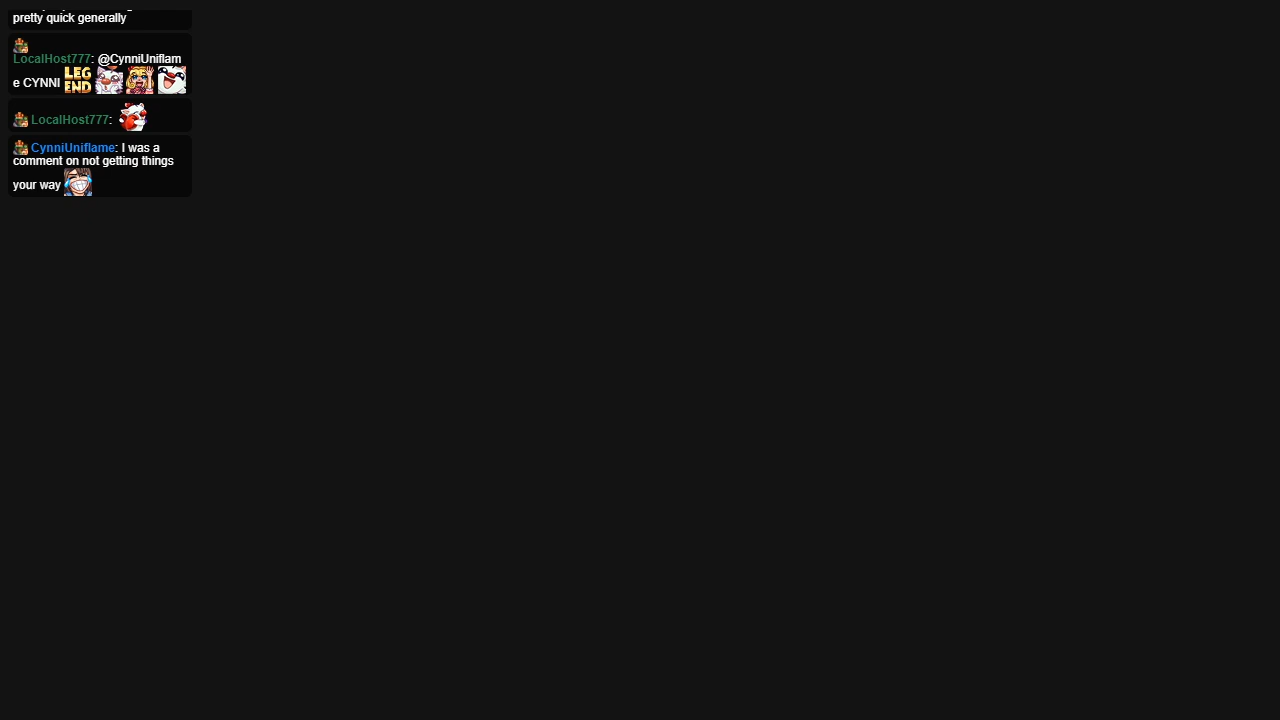 pretty quick generally
LocalHost777: @CynniUniflam
e CYNNI LEG
END
LocalHost777:
CynniUniflame: I was a
comment on not getting things
your way